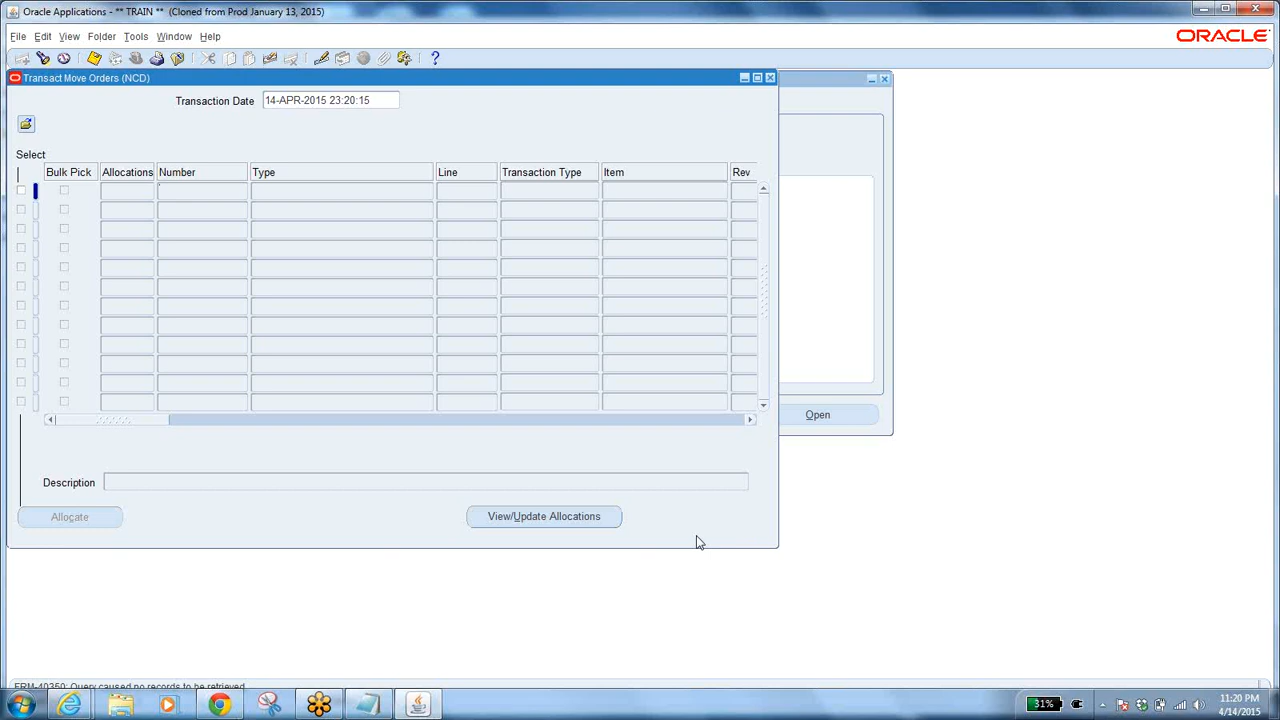 Oracle Applications - ** TRAIN ** (Cloned from Prod January 13, 2015)
File Edit View Folder Tools Window Help
ORACLE
Transact Move Orders (NCD)
Transaction Date 14-APR-2015 23:20:15
Select
Bulk Pick Allocations Number Type Line Transaction Type Item Rev
Open
Description
Allocate View/Update Allocations
FRM-40350: Query caused no records to be retrieved.
31%
11:20 PM
4/14/2015